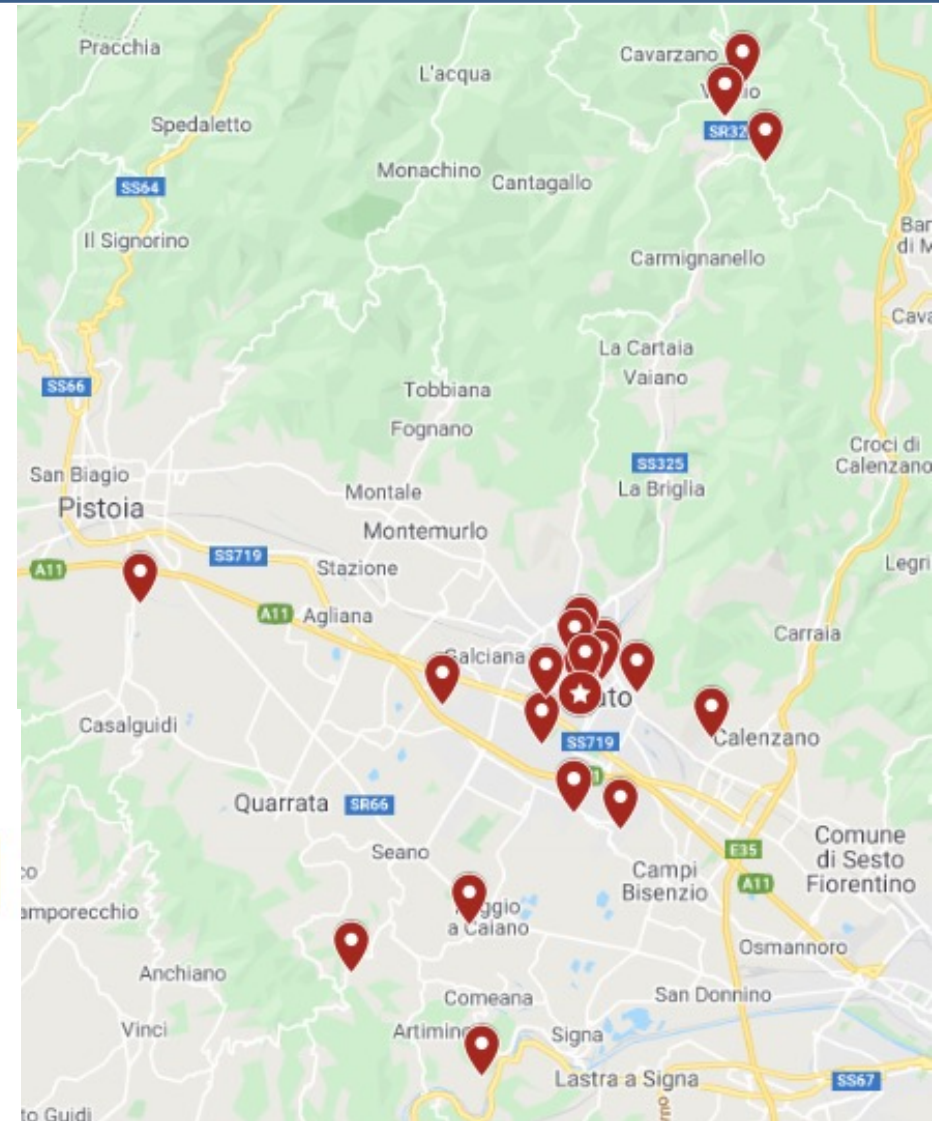 Pracchia
Cavarzano
L'acqua
Spedaletto
Monachino
Cantagallo
SS64
Il Signorino
Carmignanello
La Cartaia
Vaiano
SS66
Tobbiana
Fognano
Croci di
Calenzano
San Biagio
SS325
La Briglia
Montale
Pistoia
Montemurlo
SS719
Stazione
A11
Legri
A11
Agliana
Carraia
Galciana
Casalguidi
SS719
Calenzano
Quarrata
SR66
Seano
E35
Comune
di Sesto
Fiorentino
Campi
Bisenzio
A11
a Caiano
Osmannoro
Anchiano
Comeana
San Donnino
Vinci
Signa
Lastra a Signa
SS67
to Guidi